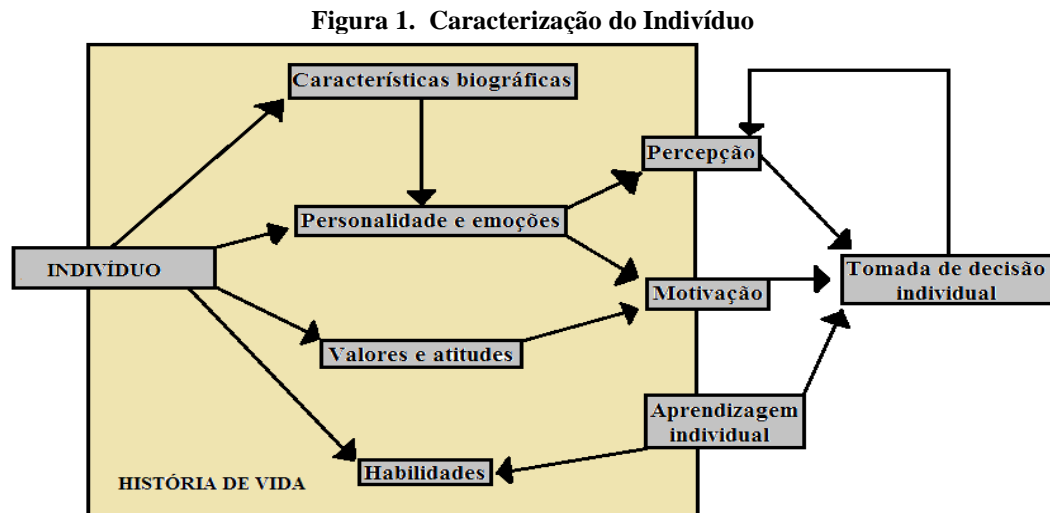 Figura 1. Caracterização do Indivíduo
Características biográficas
Percepção
Personalidade e emoções
INDIVÍDUO
Tomada de decisão
individual
Motivação
Valores e atitudes
Aprendizagem
individual
Habilidades
HISTÓRIA DE VIDA